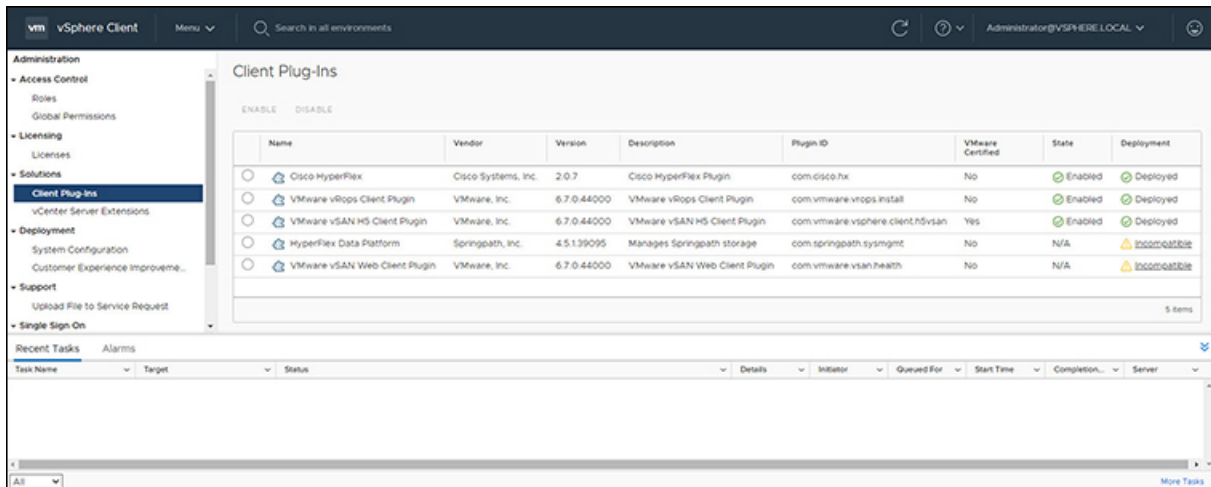 vm vSphere Client Menu Search in all environments Administrator@VSPHERE.LOCAL
Administration
Access Control
Roles
Global Permissions
Licensing
Licenses
Solutions
Client Plug-Ins
vCenter Server Extensions
Deployment
System Configuration
Customer Experience Improveme...
Support
Upload File to Service Request
Single Sign On
Client Plug-Ins
ENABLE DISABLE
Name Vendor Version Description Plugin ID VMware Certified State Deployment
Cisco HyperFlex Cisco Systems, Inc. 2.0.7 Cisco HyperFlex Plugin com.cisco.hx No Enabled Deployed
VMware vRops Client Plugin VMware, Inc. 6.7.0.44000 VMware vRops Client Plugin com.vmware.vrops.install No Enabled Deployed
VMware vSAN H5 Client Plugin VMware, Inc. 6.7.0.44000 VMware vSAN H5 Client Plugin com.vmware.vsphere.client.h5vsan Yes Enabled Deployed
HyperFlex Data Platform Springpath, Inc. 4.5.1.39095 Manages Springpath storage com.springpath.sysmgmt No N/A Incompatible
VMware vSAN Web Client Plugin VMware, Inc. 6.7.0.44000 VMware vSAN Web Client Plugin com.vmware.vsan.health No N/A Incompatible
5 items
Recent Tasks Alarms
Task Name Target Status Details Initiator Queued For Start Time Completion... Server
All More Tasks